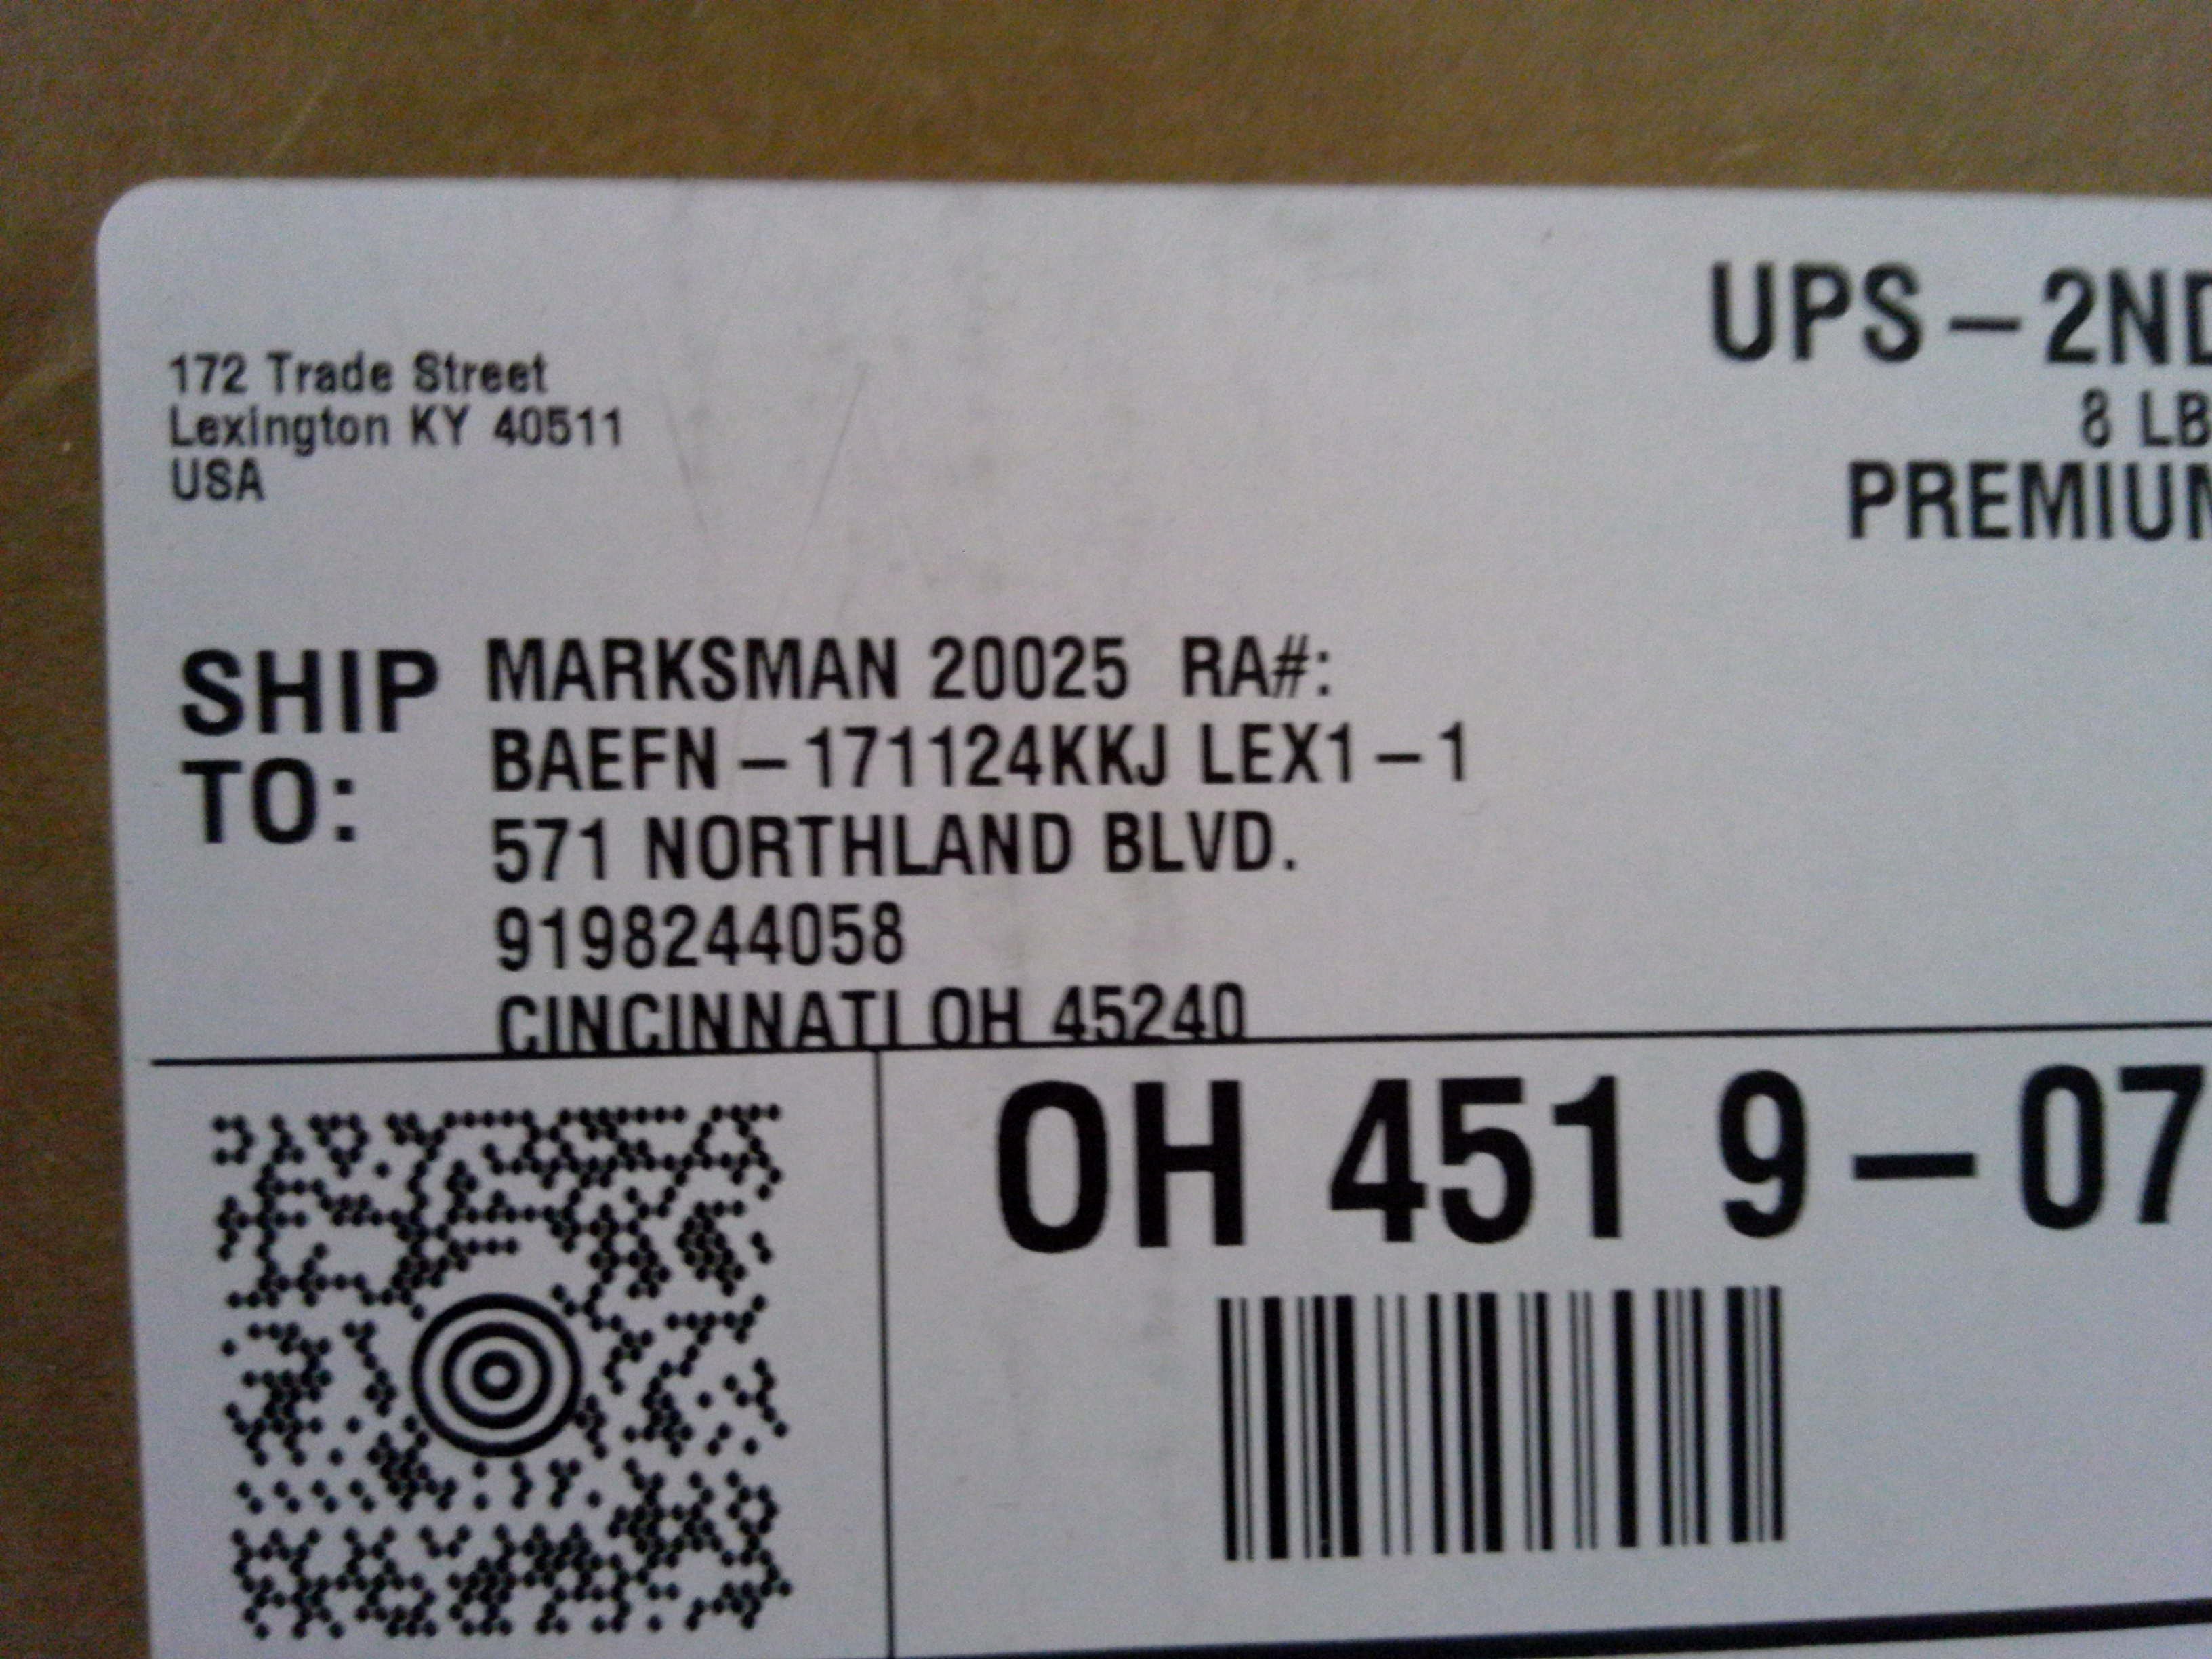 172 Trade Street
Lexington KY 40511
USA
UPS-2ND
8 LB
PREMIUM
SHIP TO:
MARKSMAN 20025 RA#:
BAEFN-171124KKJ LEX1-1
571 NORTHLAND BLVD.
9198244058
CINCINNATI OH 45240
OH 451 9-07